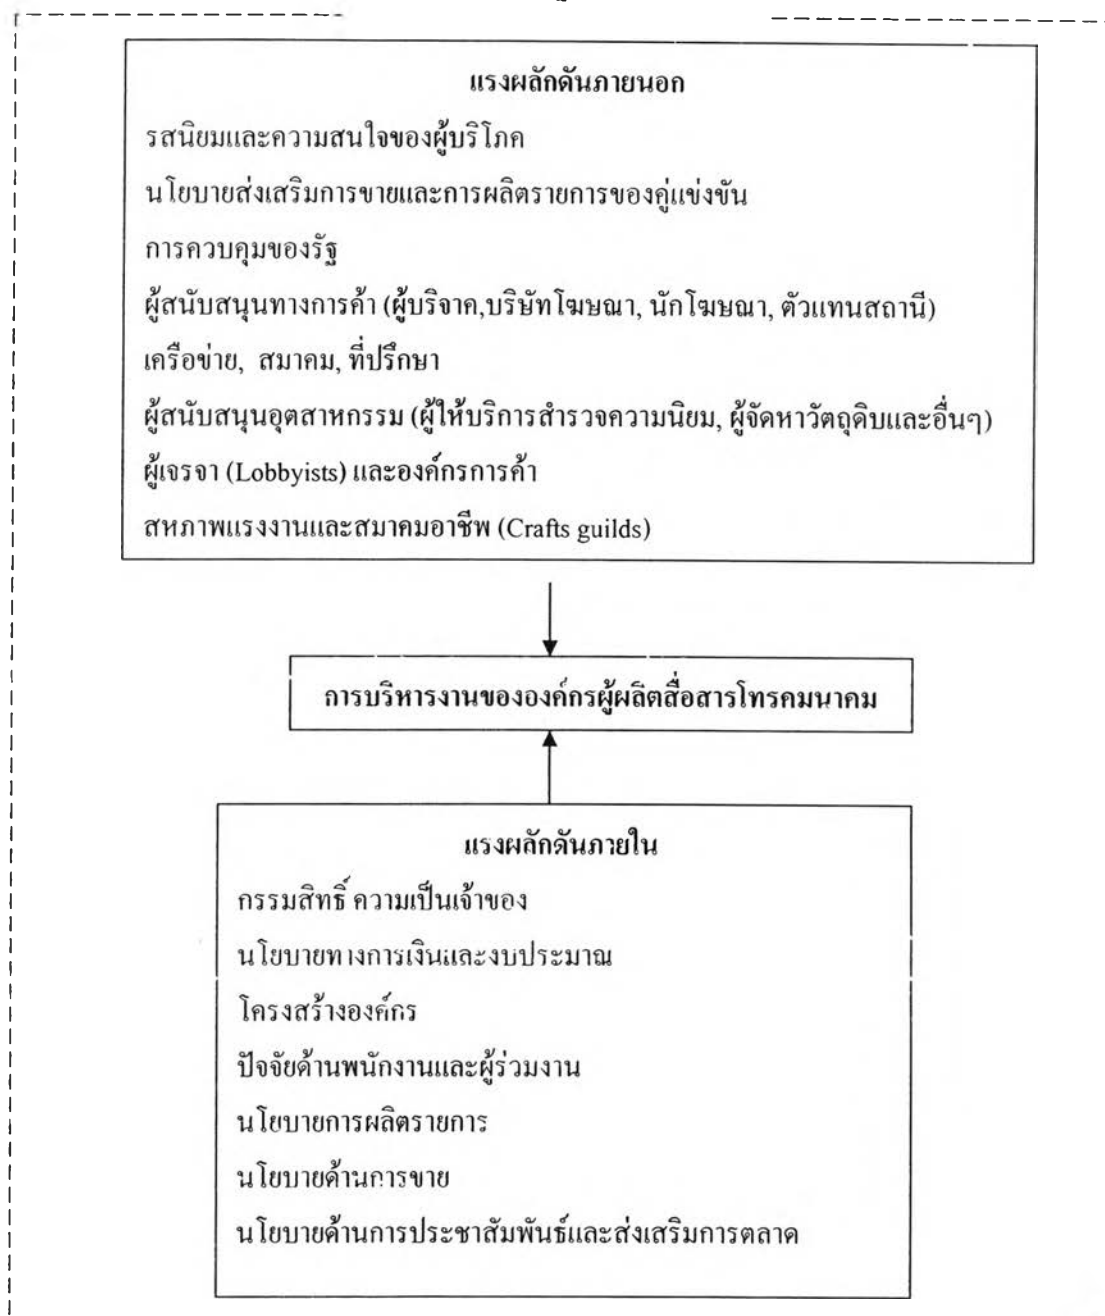 แรงผลักดันภายนอก
รสนิยมและความสนใจของผู้บริโภค
นโยบายส่งเสริมการขายและการผลิตรายการของคู่แข่งขัน
การควบคุมของรัฐ
ผู้สนับสนุนทางการค้า (ผู้บริจาค,บริษัทโฆษณา, นักโฆษณา, ตัวแทนสถานี)
เครือข่าย, สมาคม, ที่ปรึกษา
ผู้สนับสนุนอุตสาหกรรม (ผู้ให้บริการสำรวจความนิยม, ผู้จัดหาวัตถุดิบและอื่นๆ)
ผู้เจรจา (Lobbyists) และองค์กรการค้า
สหภาพแรงงานและสมาคมอาชีพ (Crafts guilds)
การบริหารงานขององค์กรผู้ผลิตสื่อสารโทรคมนาคม
แรงผลักดันภายใน
กรรมสิทธิ์ ความเป็นเจ้าของ
นโยบายทางการเงินและงบประมาณ
โครงสร้างองค์กร
ปัจจัยด้านพนักงานและผู้ร่วมงาน
นโยบายการผลิตรายการ
นโยบายด้านการขาย
นโยบายด้านการประชาสัมพันธ์และส่งเสริมการตลาด